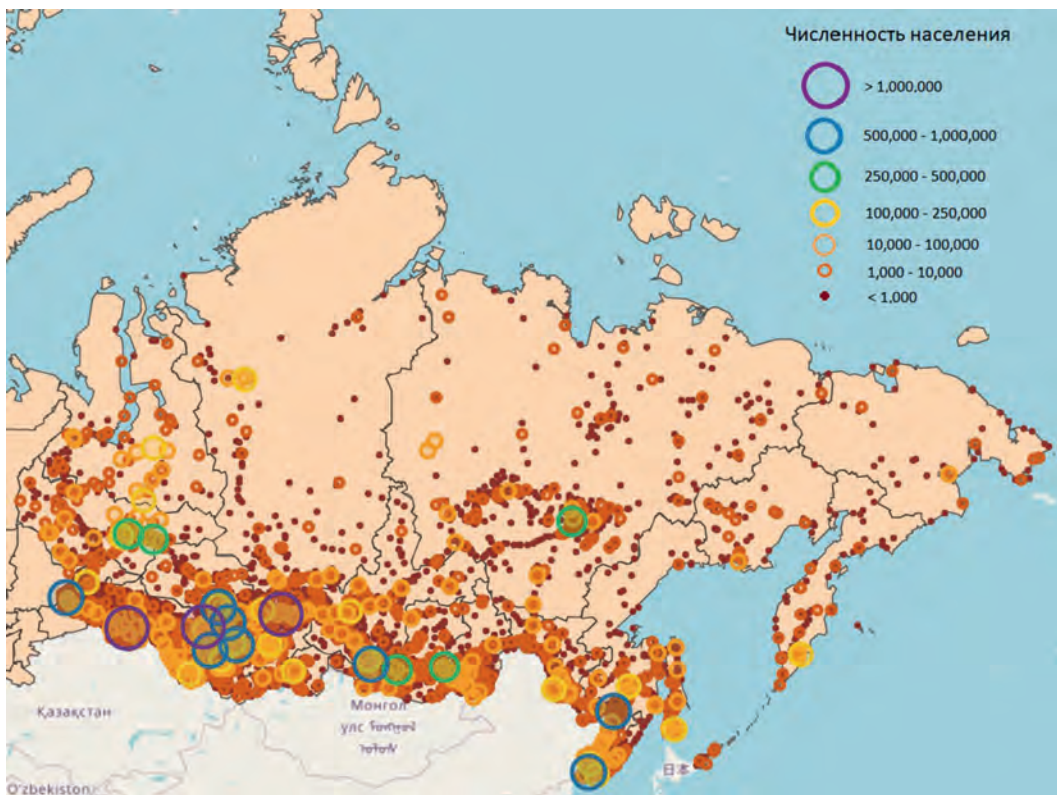 Численность населения
> 1,000,000
500,000 - 1,000,000
250,000 - 500,000
100,000 - 250,000
10,000 - 100,000
1,000 - 10,000
< 1,000
Қазақстан
Монгол
улс
日本
Oʻzbekiston